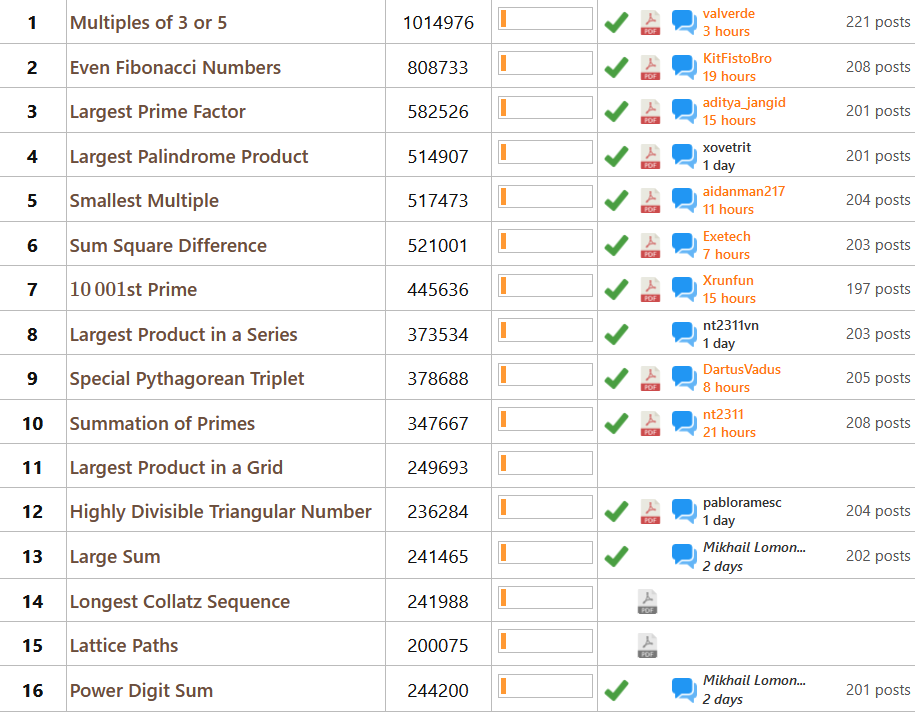 1 Multiples of 3 or 5 1014976 PDF valverde 221 posts
3 hours
2 Even Fibonacci Numbers 808733 PDF KitFistoBro 208 posts
19 hours
3 Largest Prime Factor 582526 PDF aditya_jangid 201 posts
15 hours
4 Largest Palindrome Product 514907 PDF xovetrit 201 posts
1 day
5 Smallest Multiple 517473 PDF aidanman217 204 posts
11 hours
6 Sum Square Difference 521001 PDF Exetech 203 posts
7 hours
7 10 001st Prime 445636 PDF Xrunfun 197 posts
15 hours
8 Largest Product in a Series 373534 nt2311vn 203 posts
1 day
9 Special Pythagorean Triplet 378688 PDF DartusVadus 205 posts
8 hours
10 Summation of Primes 347667 PDF nt2311 208 posts
21 hours
11 Largest Product in a Grid 249693
12 Highly Divisible Triangular Number 236284 PDF pabloramesc 204 posts
1 day
13 Large Sum 241465 Mikhail Lomon... 202 posts
2 days
14 Longest Collatz Sequence 241988 PDF
15 Lattice Paths 200075 PDF
16 Power Digit Sum 244200 Mikhail Lomon... 201 posts
2 days